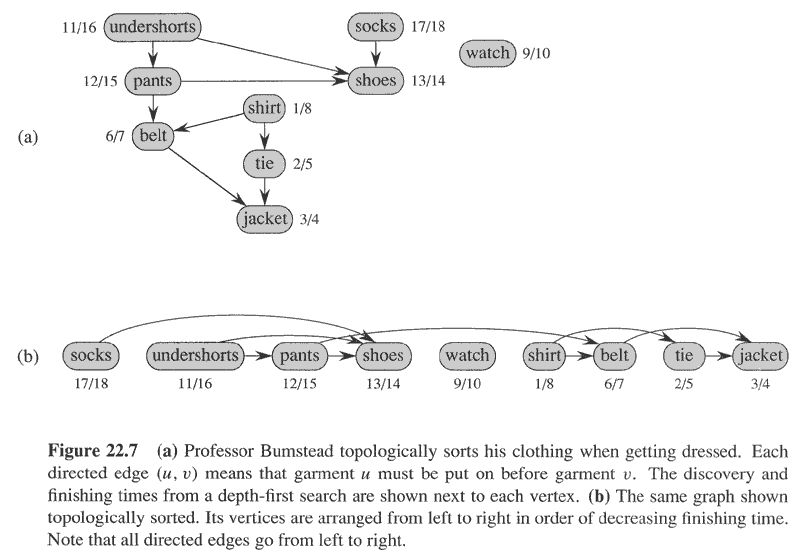 11/16 undershorts socks 17/18
watch 9/10
12/15 pants shoes 13/14
shirt 1/8
(a) 6/7 belt
tie 2/5
jacket 3/4
(b) socks undershorts pants shoes watch shirt belt tie jacket
17/18 11/16 12/15 13/14 9/10 1/8 6/7 2/5 3/4
Figure 22.7 (a) Professor Bumstead topologically sorts his clothing when getting dressed. Each
directed edge (u, v) means that garment u must be put on before garment v. The discovery and
finishing times from a depth-first search are shown next to each vertex. (b) The same graph shown
topologically sorted. Its vertices are arranged from left to right in order of decreasing finishing time.
Note that all directed edges go from left to right.